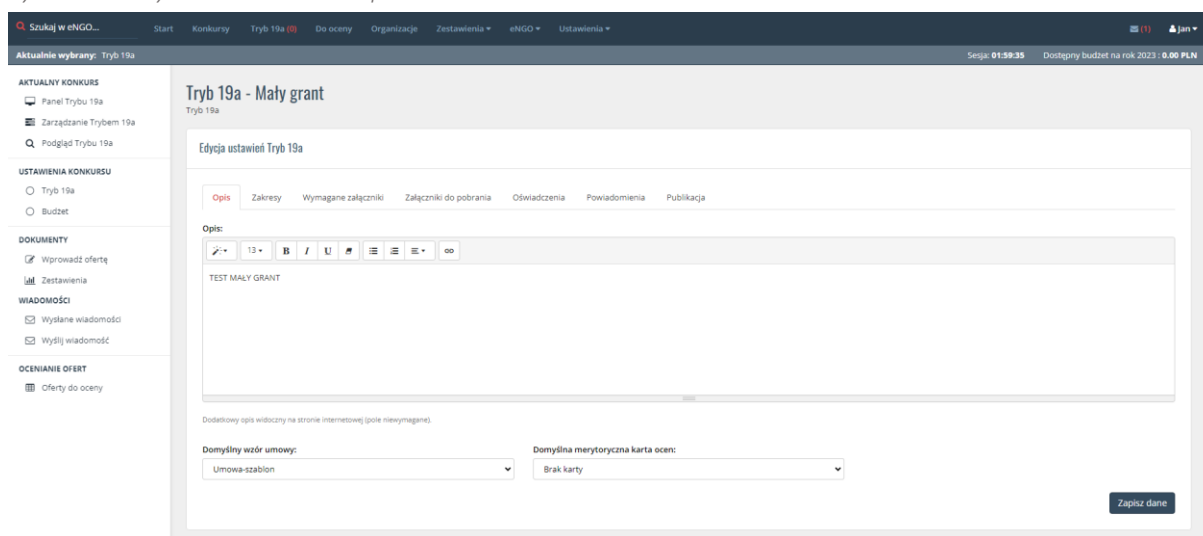 Szukaj w eNGO...
Start Konkursy Tryb 19a (0) Do oceny Organizacje Zestawienia eNGO Ustawienia (1) Jan
Aktualnie wybrany: Tryb 19a
Sesja: 01:59:35 Dostępny budżet na rok 2023 : 0.00 PLN
AKTUALNY KONKURS
Panel Trybu 19a
Zarządzanie Trybem 19a
Podgląd Trybu 19a
USTAWIENIA KONKURSU
Tryb 19a
Budżet
DOKUMENTY
Wprowadź ofertę
Zestawienia
WIADOMOŚCI
Wysłane wiadomości
Wyślij wiadomość
OCENIANIE OFERT
Oferty do oceny
Tryb 19a - Mały grant
Tryb 19a
Edycja ustawień Tryb 19a
Opis Zakresy Wymagane załączniki Załączniki do pobrania Oświadczenia Powiadomienia Publikacja
Opis:
13 B I U
TEST MAŁY GRANT
Dodatkowy opis widoczny na stronie internetowej (pole niewymagane).
Domyślny wzór umowy: Domyślna merytoryczna karta ocen:
Umowa-szablon Brak karty
Zapisz dane